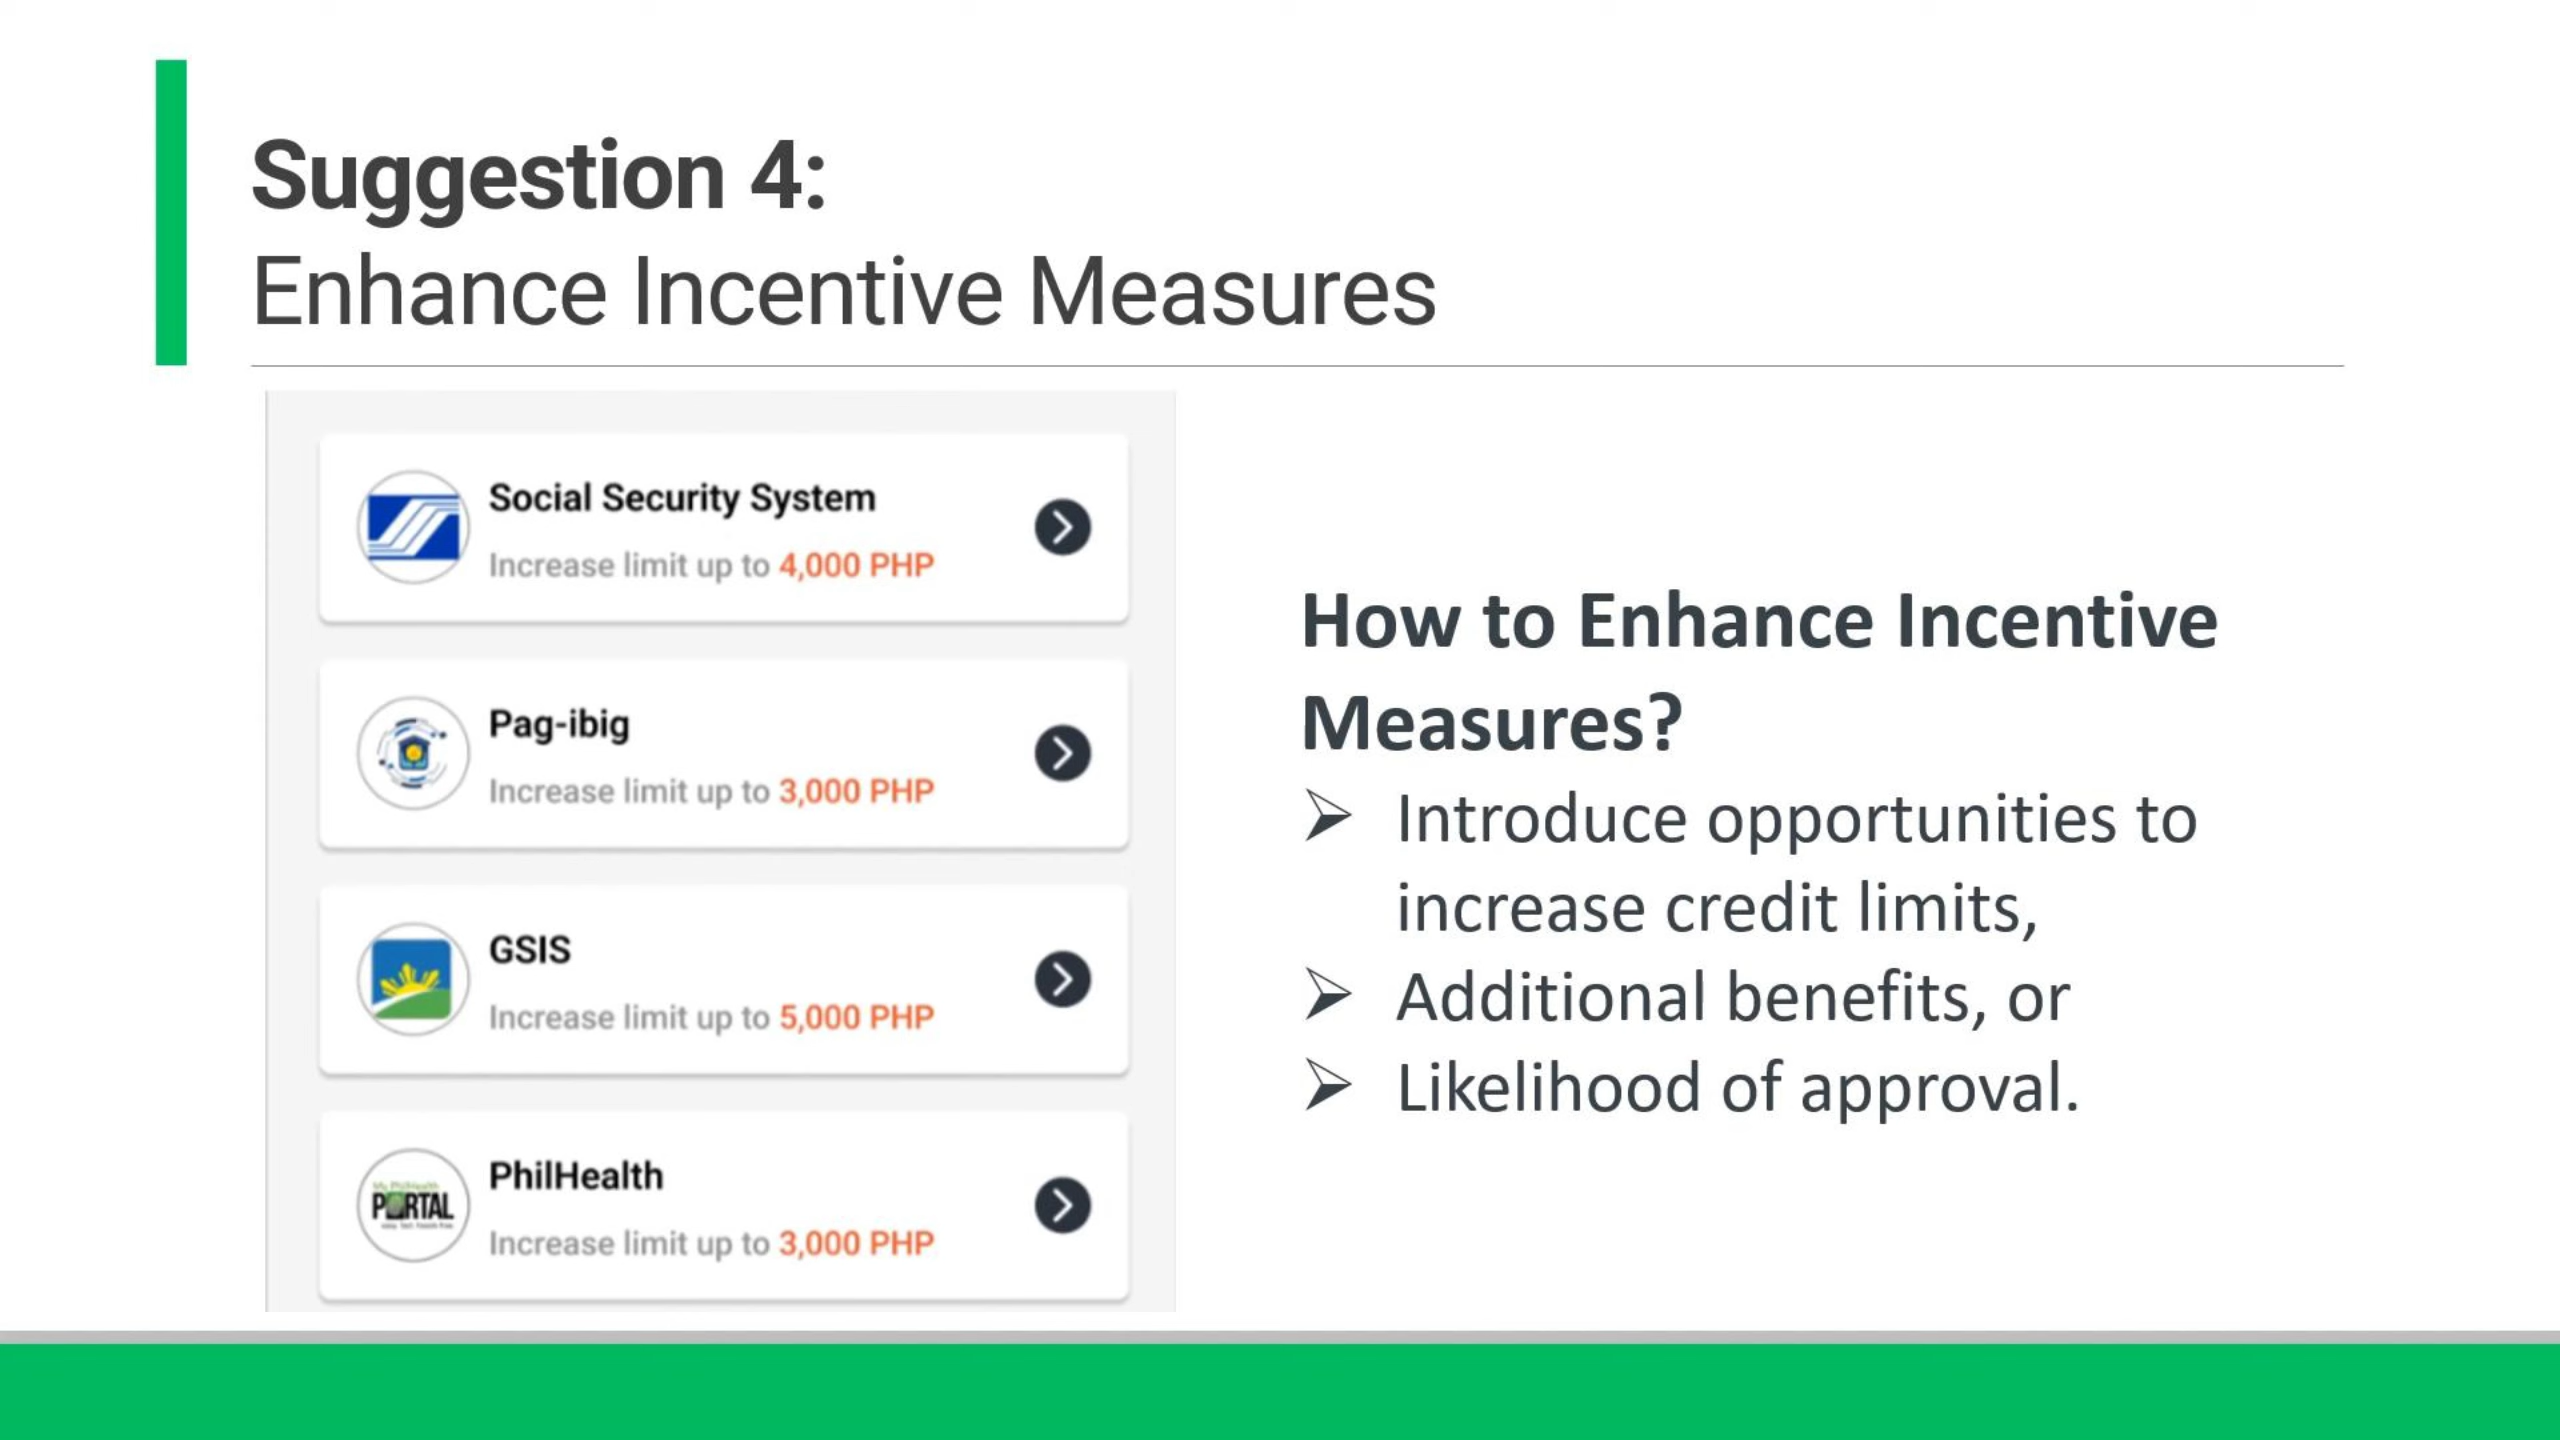 Suggestion 4:
Enhance Incentive Measures
Social Security System
Increase limit up to 4,000 PHP
Pag-ibig
Increase limit up to 3,000 PHP
GSIS
Increase limit up to 5,000 PHP
PhilHealth
PORTAL
Increase limit up to 3,000 PHP
How to Enhance Incentive
Measures?
➢ Introduce opportunities to
increase credit limits,
➢ Additional benefits, or
➢ Likelihood of approval.